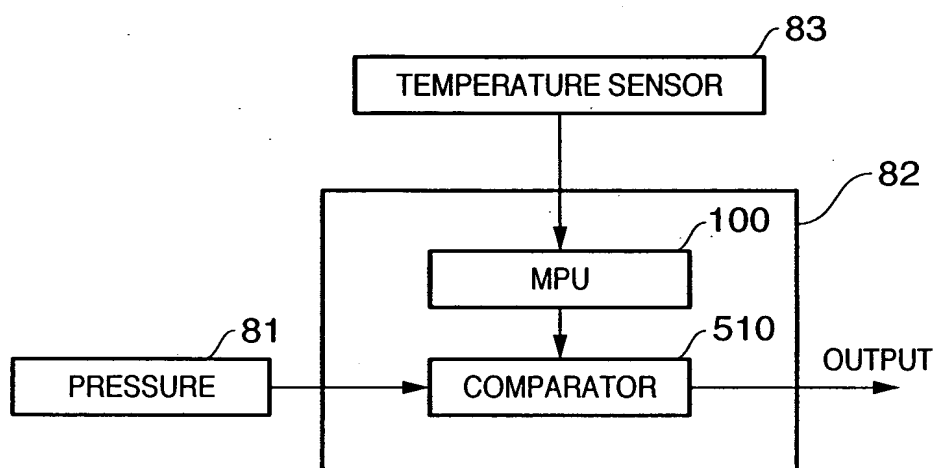 83
TEMPERATURE SENSOR
82
100
MPU
81
510
PRESSURE
COMPARATOR
OUTPUT